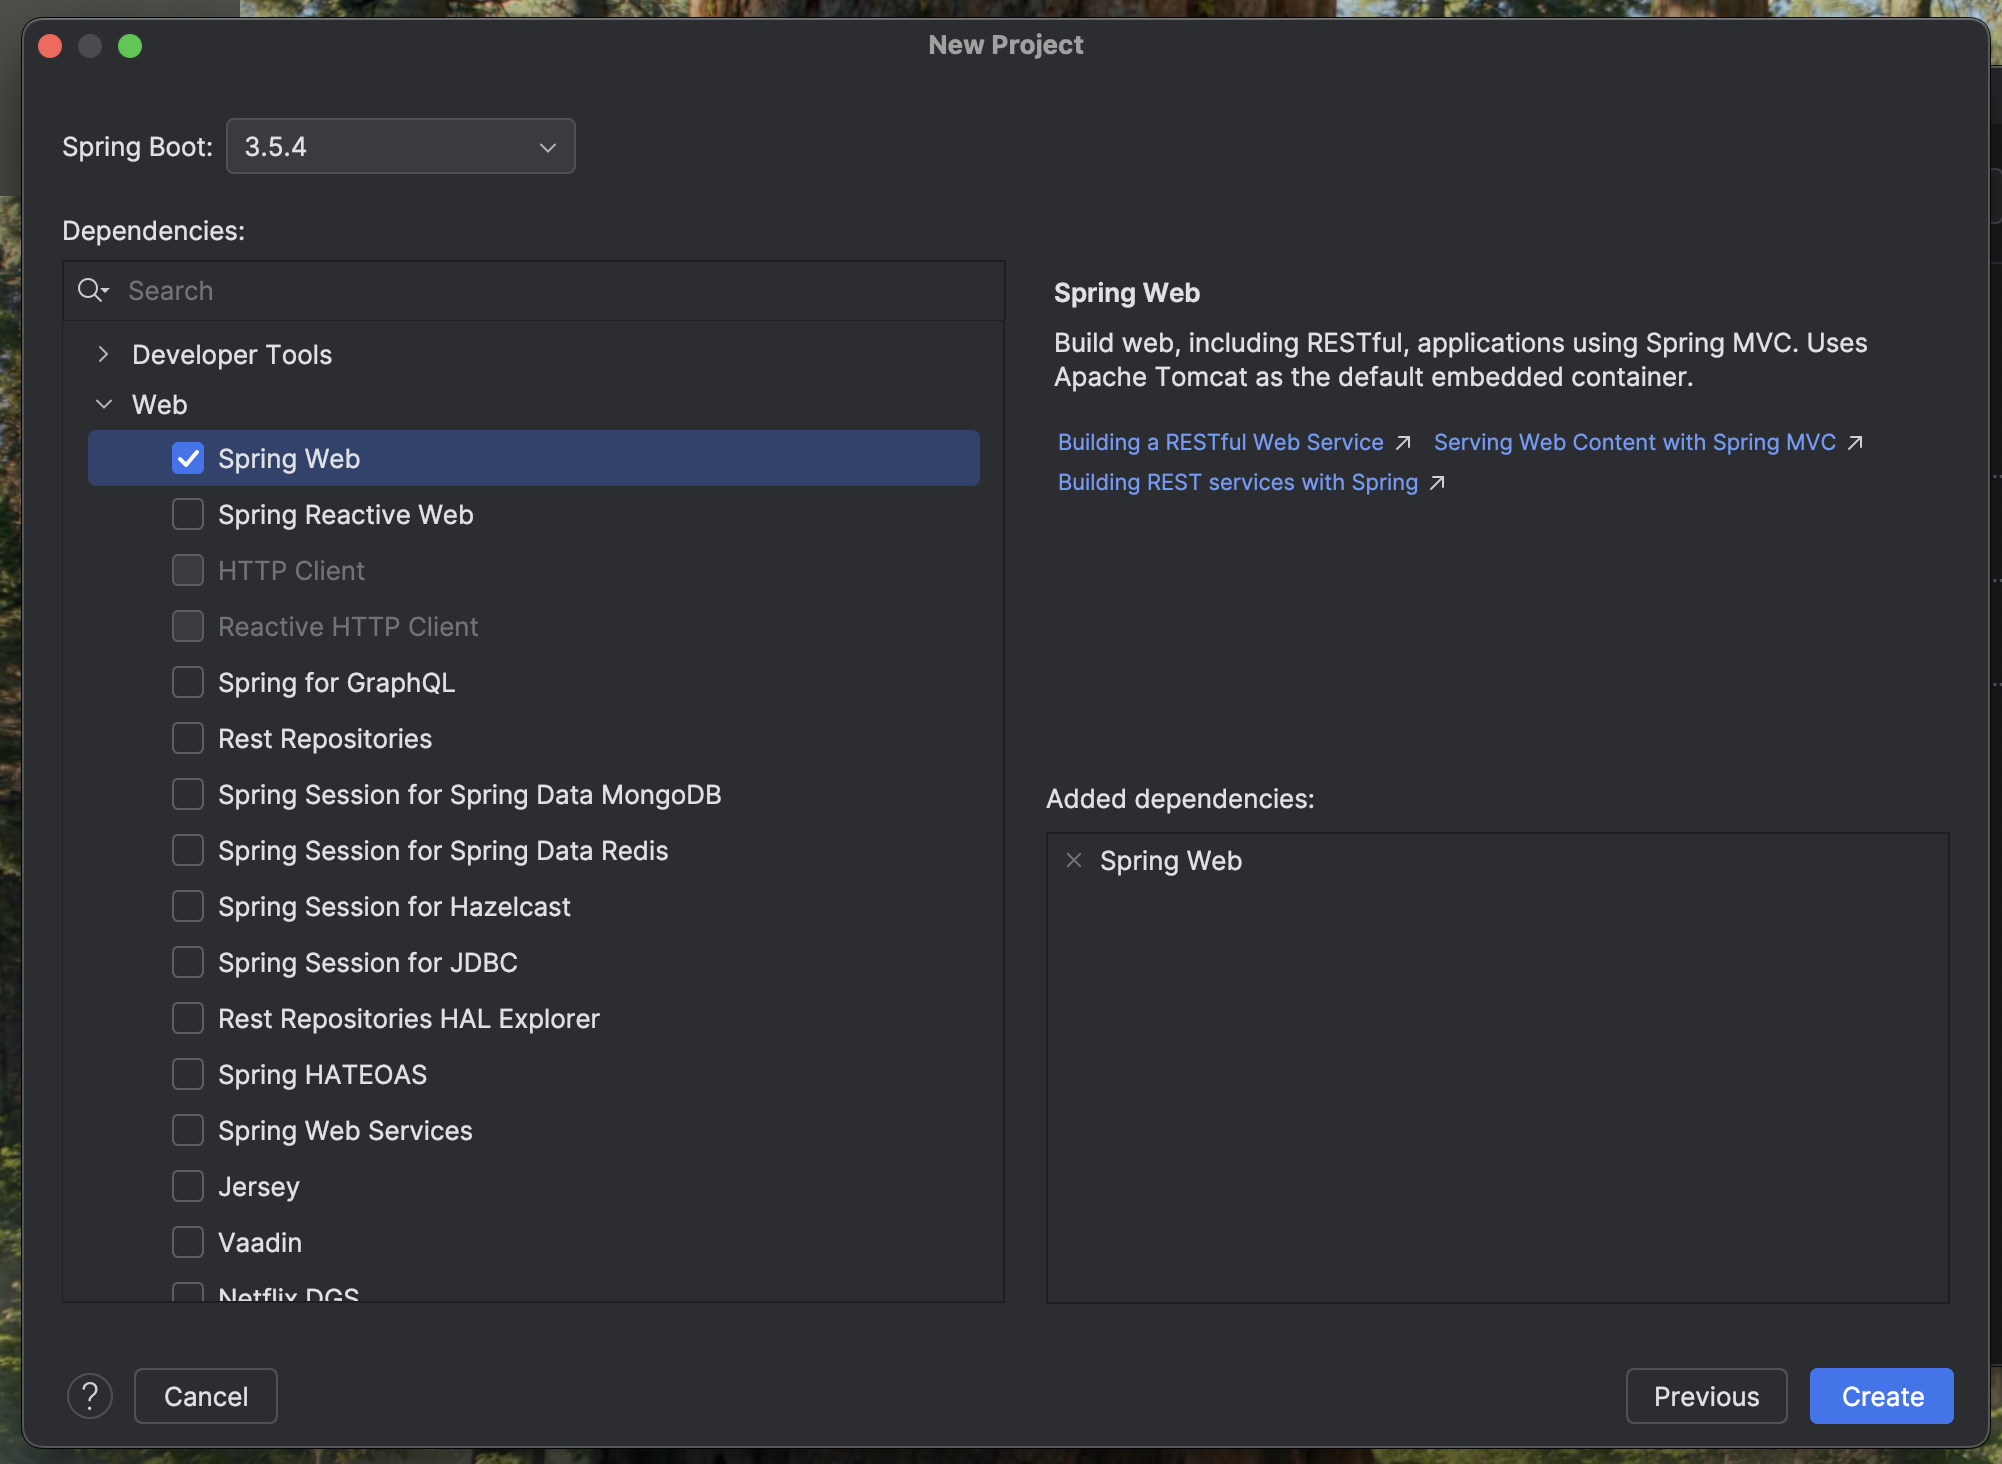 New Project
Spring Boot: 3.5.4
Dependencies:
Search
Developer Tools
Web
Spring Web
Spring Reactive Web
HTTP Client
Reactive HTTP Client
Spring for GraphQL
Rest Repositories
Spring Session for Spring Data MongoDB
Spring Session for Spring Data Redis
Spring Session for Hazelcast
Spring Session for JDBC
Rest Repositories HAL Explorer
Spring HATEOAS
Spring Web Services
Jersey
Vaadin
Netflix DGS
Spring Web
Build web, including RESTful, applications using Spring MVC. Uses
Apache Tomcat as the default embedded container.
Building a RESTful Web Service ↗ Serving Web Content with Spring MVC ↗
Building REST services with Spring ↗
Added dependencies:
Spring Web
? Cancel Previous Create